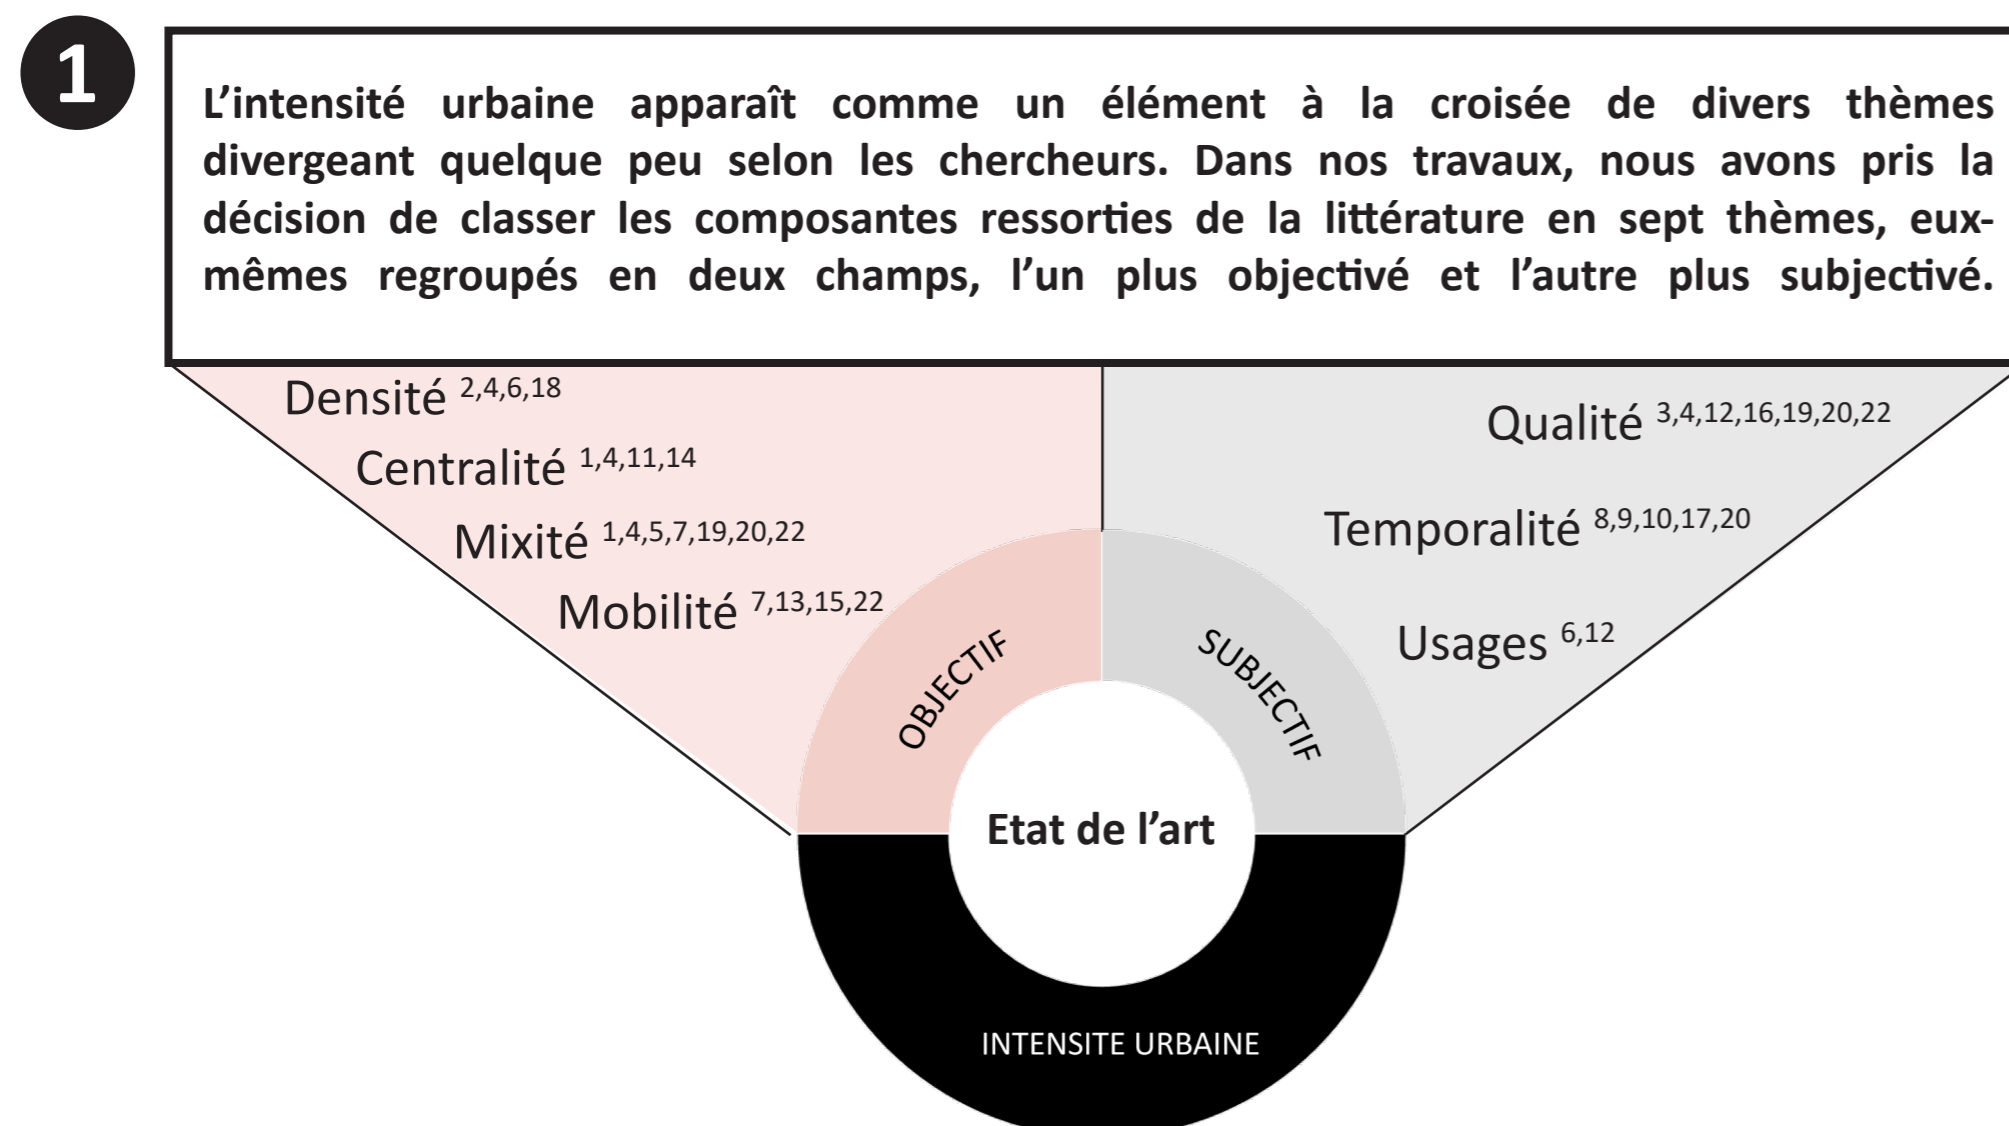 1
L’intensité urbaine apparaît comme un élément à la croisée de divers thèmes
divergeant quelque peu selon les chercheurs. Dans nos travaux, nous avons pris la
décision de classer les composantes ressorties de la littérature en sept thèmes, eux-
mêmes regroupés en deux champs, l’un plus objectivé et l’autre plus subjectivé.
Densité 2,4,6,18
Centralité 1,4,11,14
Mixité 1,4,5,7,19,20,22
Mobilité 7,13,15,22
Qualité 3,4,12,16,19,20,22
Temporalité 8,9,10,17,20
Usages 6,12
OBJECTIF
SUBJECTIF
Etat de l’art
INTENSITE URBAINE